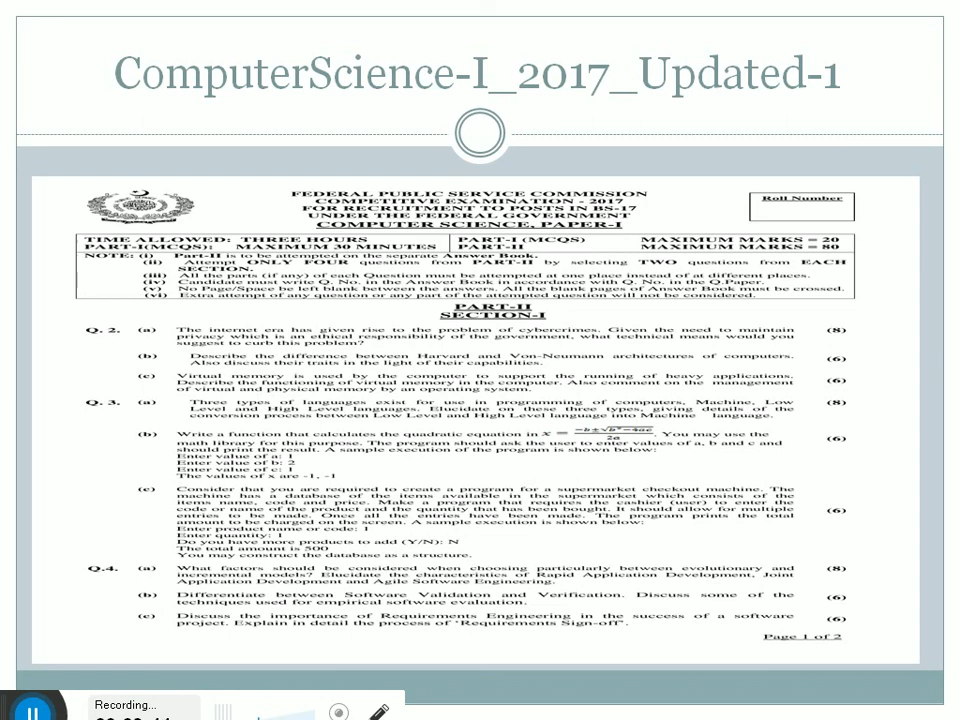 ComputerScience-I_2017_Updated-1
FEDERAL PUBLIC SERVICE COMMISSION
COMPETITIVE EXAMINATION - 2017
FOR RECRUITMENT TO POSTS IN BS-17
UNDER THE FEDERAL GOVERNMENT
COMPUTER SCIENCE, PAPER-I
Roll Number
TIME ALLOWED: THREE HOURS PART-I (MCQS) MAXIMUM MARKS = 20
PART-I(MCQS): MAXIMUM 30 MINUTES PART-II MAXIMUM MARKS = 80
NOTE: (i) Part-II is to be attempted on the separate Answer Book.
(ii) Attempt ONLY FOUR questions from PART-II by selecting TWO questions from EACH
SECTION.
(iii) All the parts (if any) of each Question must be attempted at one place instead of at different places.
(iv) Candidate must write Q. No. in the Answer Book in accordance with Q. No. in the Q.Paper.
(v) No Page/Space be left blank between the answers. All the blank pages of Answer Book must be crossed.
(vi) Extra attempt of any question or any part of the attempted question will not be considered.
PART-II
SECTION-I
Q. 2. (a) The internet era has given rise to the problem of cybercrimes. Given the need to maintain (8)
privacy which is an ethical responsibility of the government, what technical means would you
suggest to curb this problem?
(b) Describe the difference between Harvard and Von-Neumann architectures of computers. (6)
Also discuss their traits in the light of their capabilities.
(c) Virtual memory is used by the computer to support the running of heavy applications. (6)
Describe the functioning of virtual memory in the computer. Also comment on the management
of virtual and physical memory by an operating system.
Q. 3. (a) Three types of languages exist for use in programming of computers, Machine, Low (8)
Level and High Level languages. Elucidate on these three types, giving details of the
conversion process between Low Level and High Level language into Machine language.
(b) Write a function that calculates the quadratic equation in x = −b±√b²−4ac / 2a . You may use the (6)
math library for this purpose. The program should ask the user to enter values of a, b and c and
should print the result. A sample execution of the program is shown below:
Enter value of a: 1
Enter value of b: 2
Enter value of c: 1
The values of x are -1, -1
(c) Consider that you are required to create a program for a supermarket checkout machine. The
machine has a database of the items available in the supermarket which consists of the
items name, code and price. Make a program that requires the cashier (user) to enter the
code or name of the product and the quantity that has been bought. It should allow for multiple (6)
entries to be made. Once all the entries have been made. The program prints the total
amount to be charged on the screen. A sample execution is shown below:
Enter product name or code: 1
Enter quantity: 1
Do you have more products to add (Y/N): N
The total amount is 500
You may construct the database as a structure.
Q.4. (a) What factors should be considered when choosing particularly between evolutionary and (8)
incremental models? Elucidate the characteristics of Rapid Application Development, Joint
Application Development and Agile Software Engineering.
(b) Differentiate between Software Validation and Verification. Discuss some of the (6)
techniques used for empirical software evaluation.
(c) Discuss the importance of Requirements Engineering in the success of a software (6)
project. Explain in detail the process of 'Requirements Sign-off'.
Page 1 of 2
Recording...